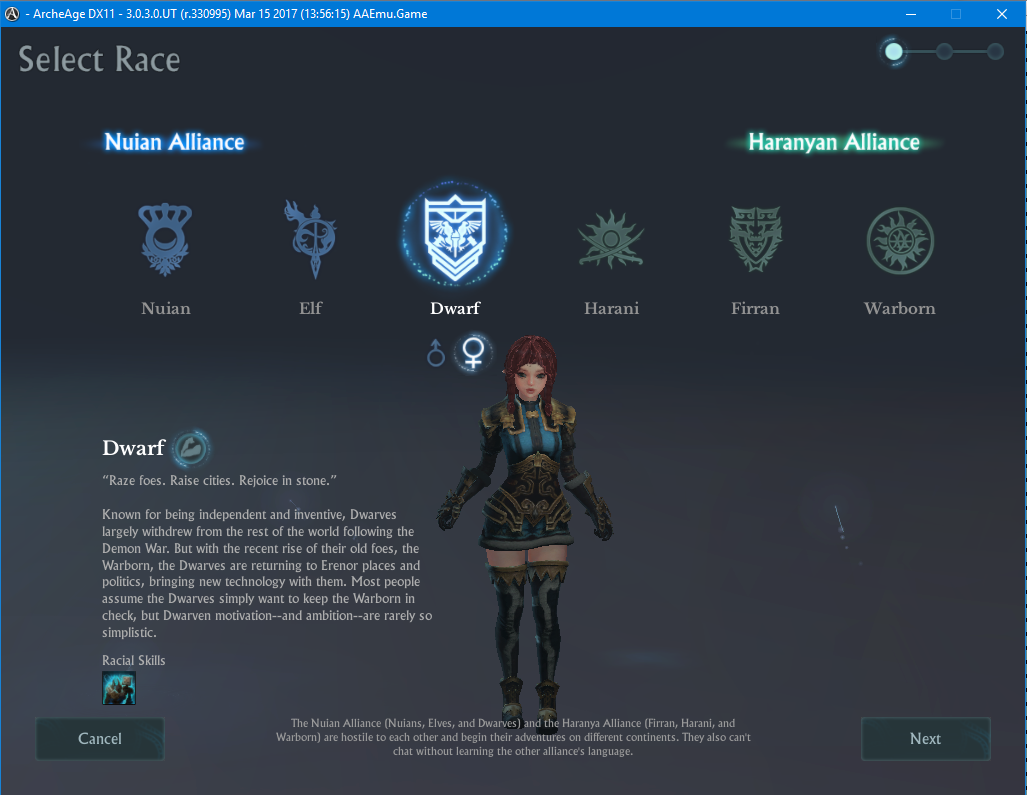 - ArcheAge DX11 - 3.0.3.0.UT (r.330995) Mar 15 2017 (13:56:15) AAEmu.Game
Select Race
Nuian Alliance
Haranyan Alliance
Nuian
Elf
Dwarf
Harani
Firran
Warborn
Dwarf
“Raze foes. Raise cities. Rejoice in stone.”
Known for being independent and inventive, Dwarves
largely withdrew from the rest of the world following the
Demon War. But with the recent rise of their old foes, the
Warborn, the Dwarves are returning to Erenor places and
politics, bringing new technology with them. Most people
assume the Dwarves simply want to keep the Warborn in
check, but Dwarven motivation--and ambition--are rarely so
simplistic.
Racial Skills
Cancel
The Nuian Alliance (Nuians, Elves, and Dwarves) and the Haranya Alliance (Firran, Harani, and
Warborn) are hostile to each other and begin their adventures on different continents. They also can't
chat without learning the other alliance's language.
Next